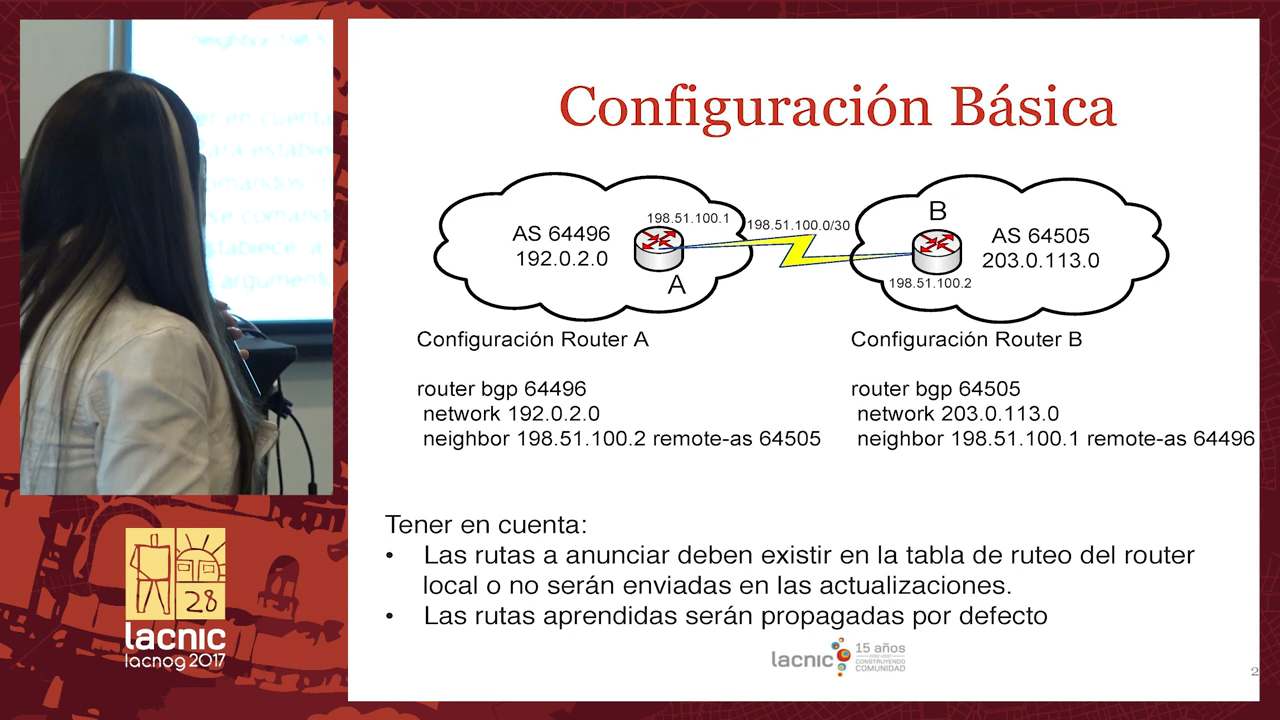 Configuración Básica
AS 64496
192.0.2.0
198.51.100.1
A
198.51.100.0/30
B
AS 64505
203.0.113.0
198.51.100.2
Configuración Router A
router bgp 64496
network 192.0.2.0
neighbor 198.51.100.2 remote-as 64505
Configuración Router B
router bgp 64505
network 203.0.113.0
neighbor 198.51.100.1 remote-as 64496
Tener en cuenta:
• Las rutas a anunciar deben existir en la tabla de ruteo del router
local o no serán enviadas en las actualizaciones.
• Las rutas aprendidas serán propagadas por defecto
lacnic
15 años
CONSTRUYENDO
COMUNIDAD
2
28
lacnic
lacnog 2017
en cuenta